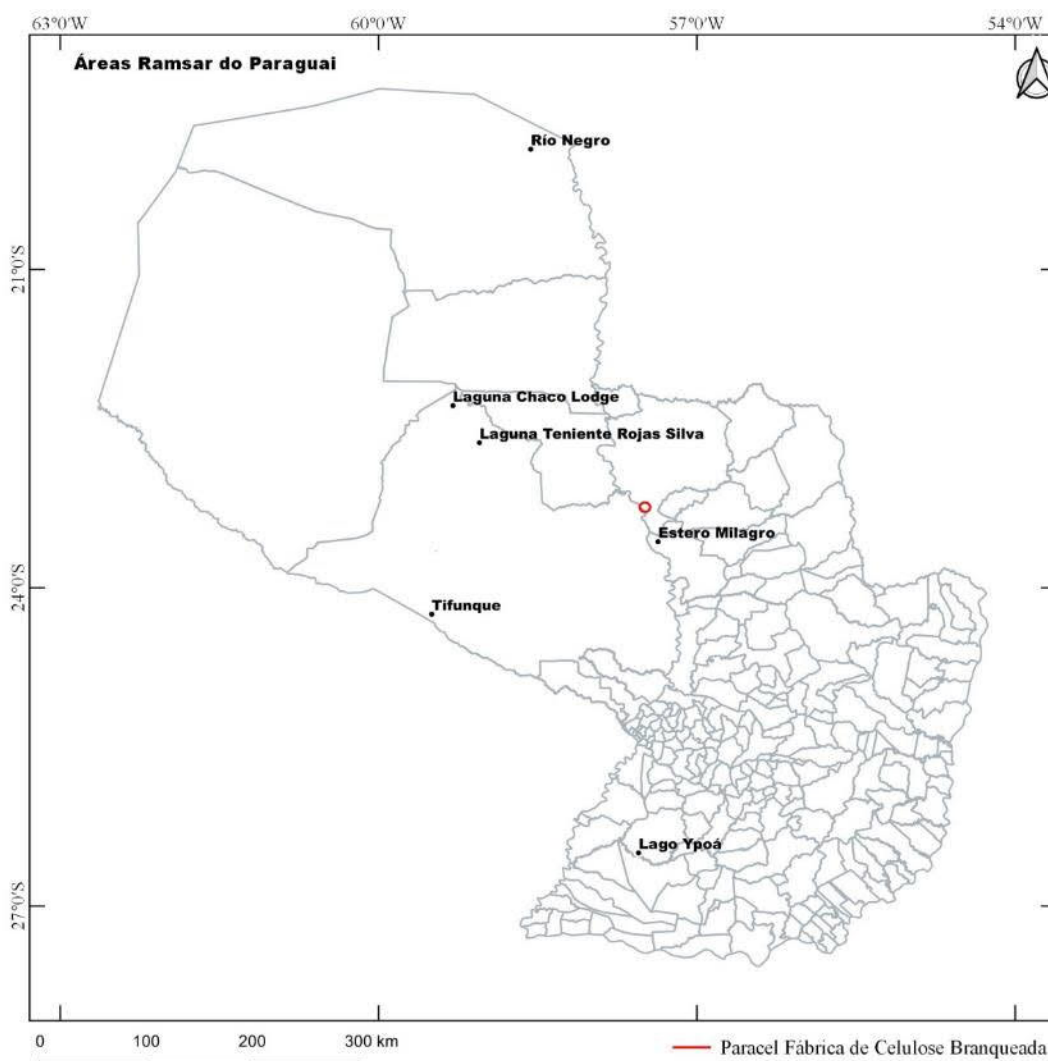 63°0'W 60°0'W 57°0'W 54°0'W
Áreas Ramsar do Paraguai
Río Negro
21°0'S
Laguna Chaco Lodge
Laguna Teniente Rojas Silva
Estero Milagro
24°0'S
Tifunque
Lago Ypoá
27°0'S
0 100 200 300 km
Paracel Fábrica de Celulose Branqueada